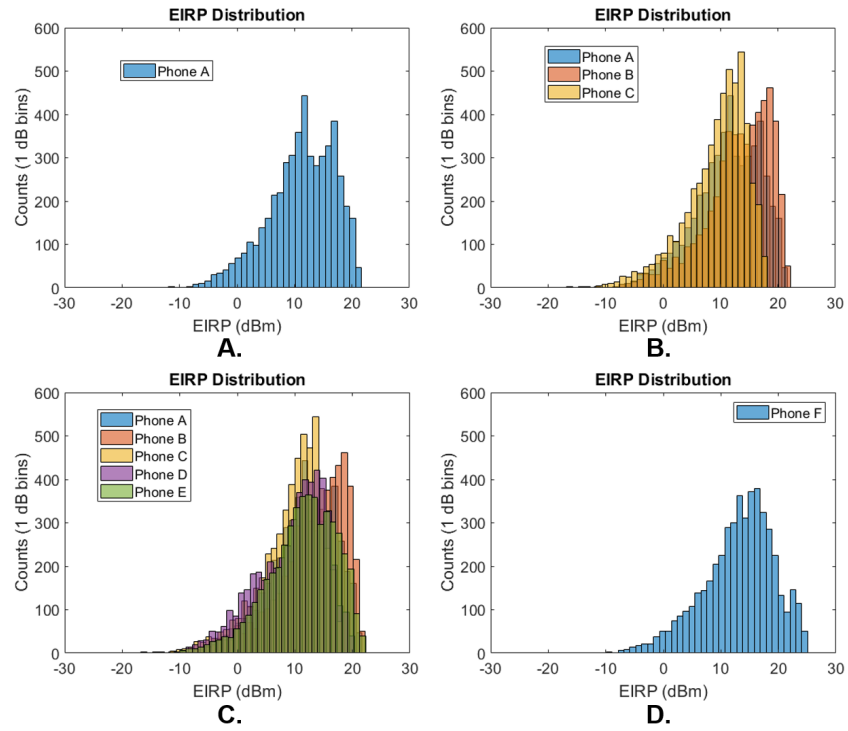 EIRP Distribution
Phone A
Counts (1 dB bins)
600
500
400
300
200
100
0
-30 -20 -10 0 10 20 30
EIRP (dBm)
A.
EIRP Distribution
Phone A
Phone B
Phone C
Counts (1 dB bins)
600
500
400
300
200
100
0
-30 -20 -10 0 10 20 30
EIRP (dBm)
B.
EIRP Distribution
Phone A
Phone B
Phone C
Phone D
Phone E
Counts (1 dB bins)
600
500
400
300
200
100
0
-30 -20 -10 0 10 20 30
EIRP (dBm)
C.
EIRP Distribution
Phone F
Counts (1 dB bins)
600
500
400
300
200
100
0
-30 -20 -10 0 10 20 30
EIRP (dBm)
D.